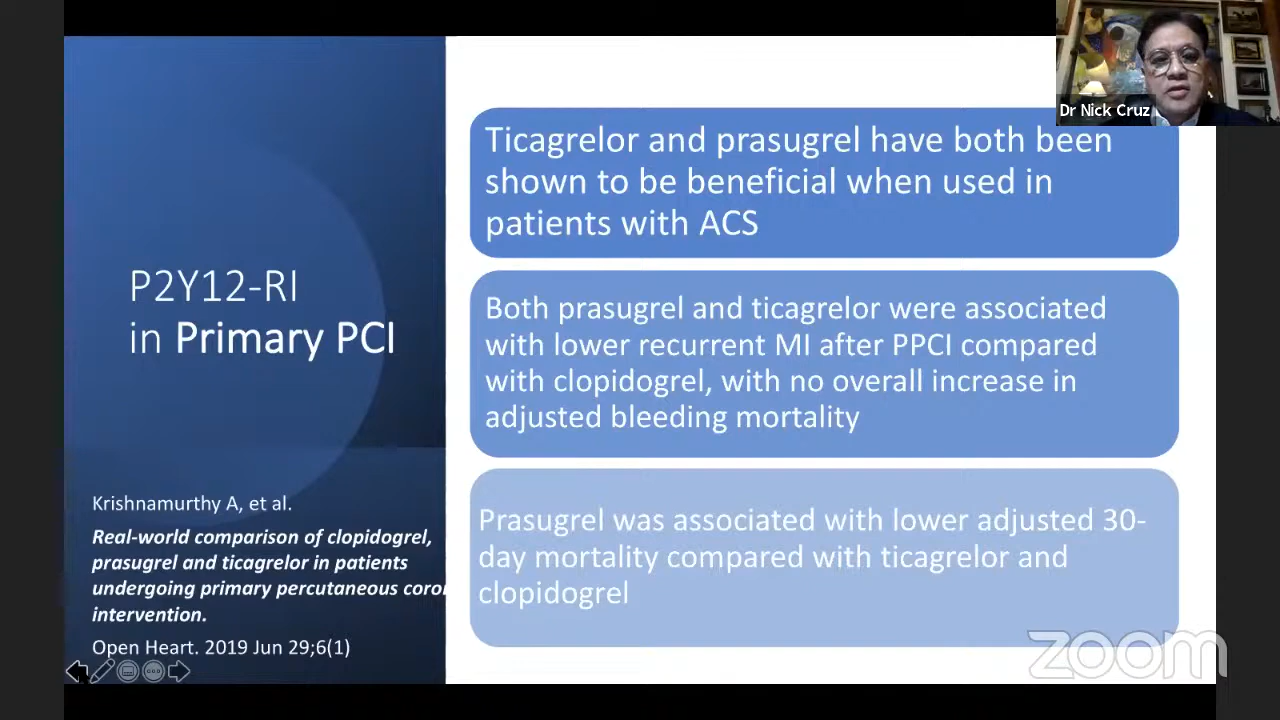 Dr Nick Cruz
P2Y12-RI
in Primary PCI
Krishnamurthy A, et al.
Real-world comparison of clopidogrel,
prasugrel and ticagrelor in patients
undergoing primary percutaneous coro
intervention.
Open Heart. 2019 Jun 29;6(1)
Ticagrelor and prasugrel have both been
shown to be beneficial when used in
patients with ACS
Both prasugrel and ticagrelor were associated
with lower recurrent MI after PPCI compared
with clopidogrel, with no overall increase in
adjusted bleeding mortality
Prasugrel was associated with lower adjusted 30-
day mortality compared with ticagrelor and
clopidogrel
zoom